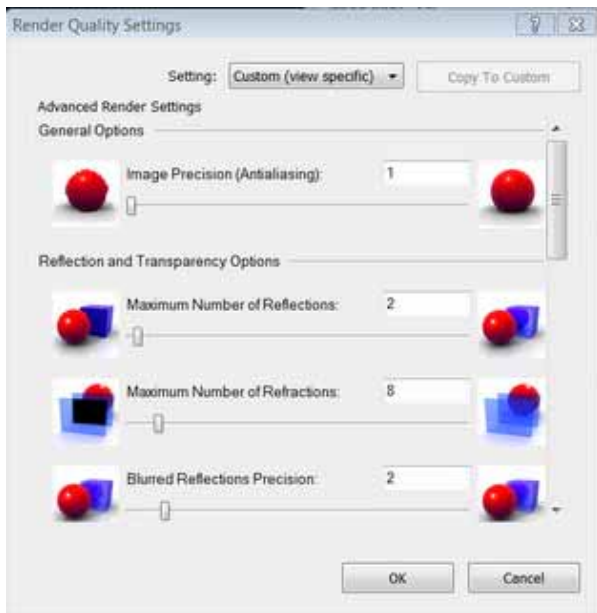 Render Quality Settings
Setting: Custom (view specific) Copy To Custom
Advanced Render Settings
General Options
Image Precision (Antialiasing): 1
Reflection and Transparency Options
Maximum Number of Reflections: 2
Maximum Number of Refractions: 8
Blurred Reflections Precision: 2
OK Cancel